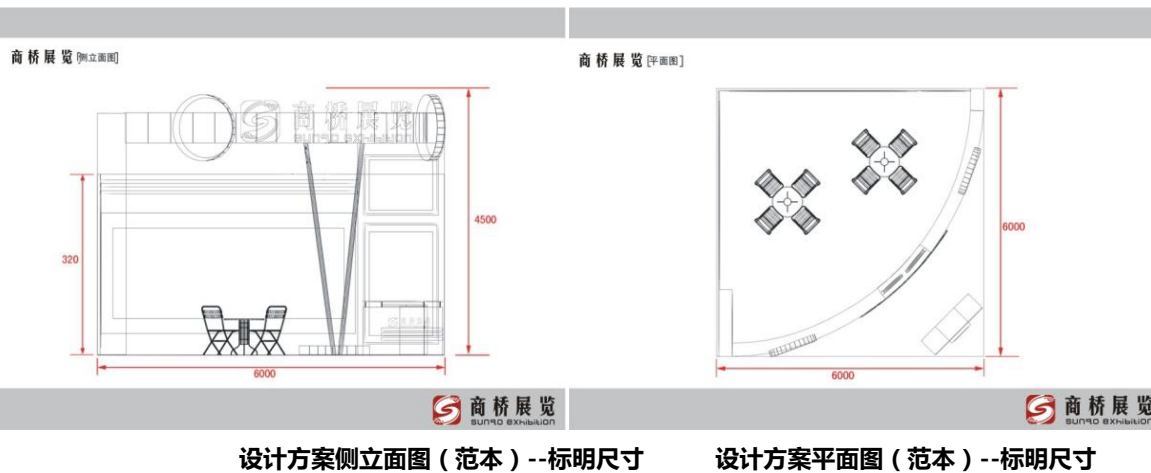 商桥展览[侧立面图]
商桥展览
sunqo exhibition
320
4500
6000
商桥展览
sunqo exhibition
商桥展览[平面图]
6000
6000
商桥展览
sunqo exhibition
设计方案侧立面图（范本）--标明尺寸
设计方案平面图（范本）--标明尺寸